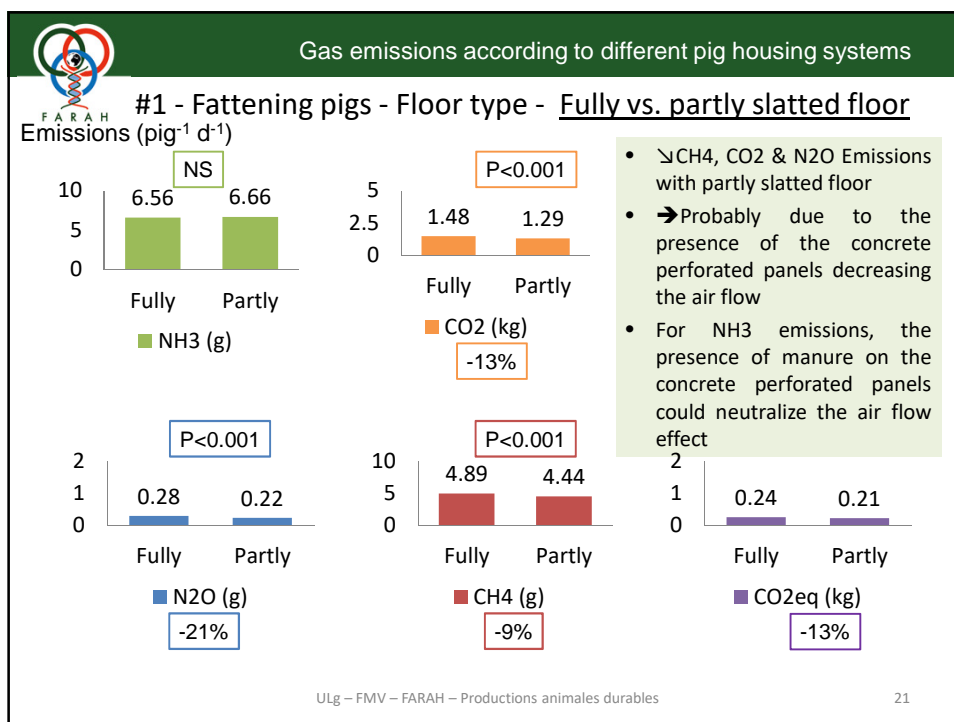 Gas emissions according to different pig housing systems
FARAH
#1 - Fattening pigs - Floor type - Fully vs. partly slatted floor
Emissions (pig-1 d-1)
NS
10
5
0
6.56
6.66
Fully
Partly
NH3 (g)
P<0.001
5
2.5
0
1.48
1.29
Fully
Partly
CO2 (kg)
-13%
• ↘CH4, CO2 & N2O Emissions
with partly slatted floor
• ➔Probably due to the
presence of the concrete
perforated panels decreasing
the air flow
• For NH3 emissions, the
presence of manure on the
concrete perforated panels
could neutralize the air flow
effect
P<0.001
2
1
0
0.28
0.22
Fully
Partly
N2O (g)
-21%
P<0.001
10
5
0
4.89
4.44
Fully
Partly
CH4 (g)
-9%
2
1
0
0.24
0.21
Fully
Partly
CO2eq (kg)
-13%
ULg – FMV – FARAH – Productions animales durables
21